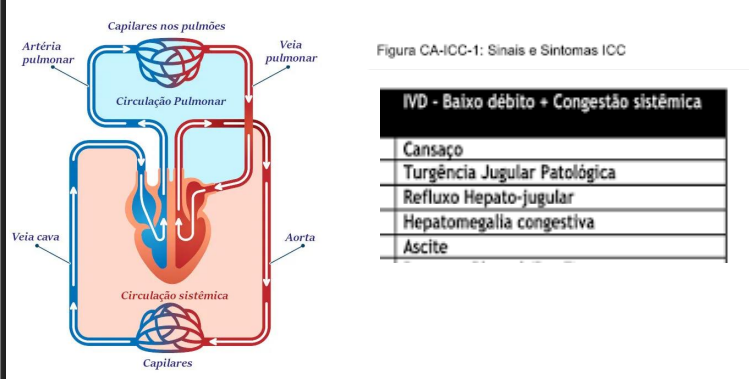 Capilares nos pulmões
Artéria
pulmonar
Veia
pulmonar
Circulação Pulmonar
Veia cava
Aorta
Circulação sistêmica
Capilares
Figura CA-ICC-1: Sinais e Sintomas ICC
IVD - Baixo débito + Congestão sistêmica
Cansaço
Turgência Jugular Patológica
Refluxo Hepato-jugular
Hepatomegalia congestiva
Ascite